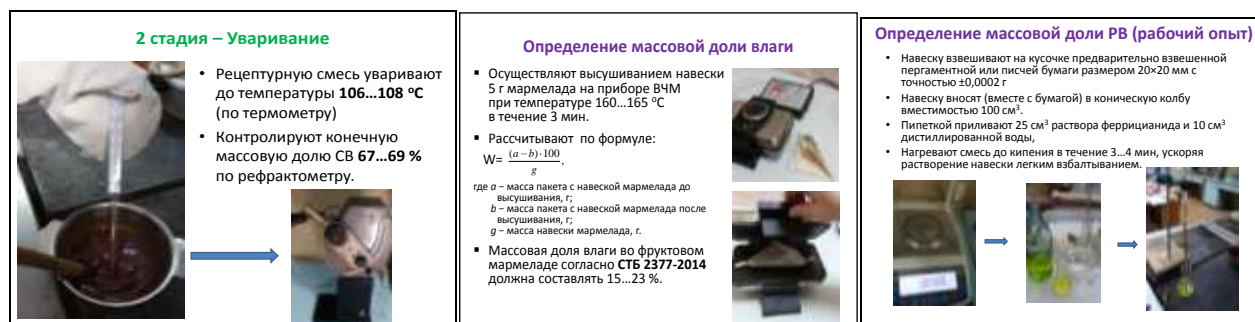 2 стадия – Уваривание
• Рецептурную смесь уваривают
до температуры 106...108 ºС
(по термометру)
• Контролируют конечную
массовую долю СВ 67...69 %
по рефрактометру.
Определение массовой доли влаги
▪ Осуществляют высушиванием навески
5 г мармелада на приборе ВЧМ
при температуре 160...165 ºС
в течение 3 мин.
▪ Рассчитывают по формуле:
W= (a – b)·100 / g,
где a – масса пакета с навеской мармелада до
высушивания, г;
b – масса пакета с навеской мармелада после
высушивания, г;
g – масса навески мармелада, г.
▪ Массовая доля влаги во фруктовом
мармеладе согласно СТБ 2377-2014
должна составлять 15...23 %.
Определение массовой доли РВ (рабочий опыт)
• Навеску взвешивают на кусочке предварительно взвешенной
пергаментной или писчей бумаги размером 20×20 мм с
точностью ±0,0002 г
• Навеску вносят (вместе с бумагой) в коническую колбу
вместимостью 100 см³.
• Пипеткой приливают 25 см³ раствора феррицианида и 10 см³
дистиллированной воды,
• Нагревают смесь до кипения в течение 3...4 мин, ускоряя
растворение навески легким взбалтыванием.